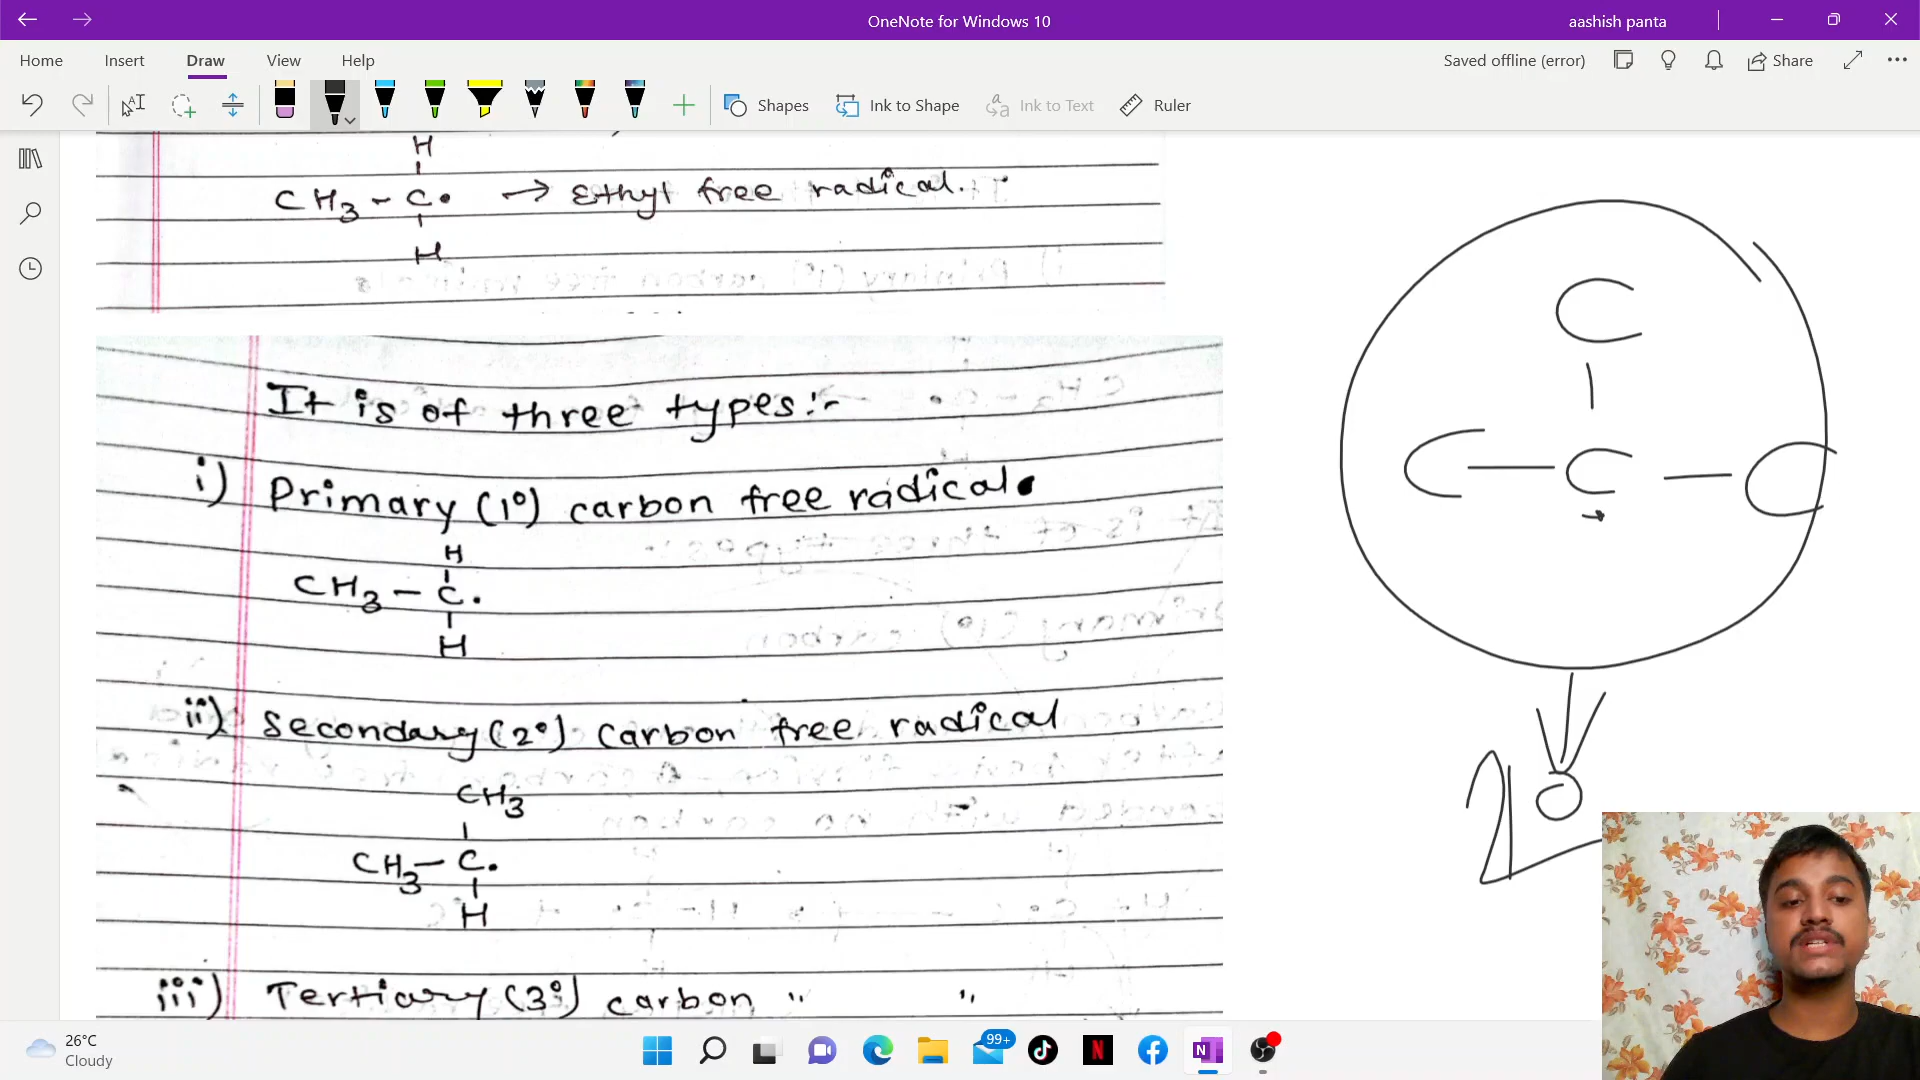 OneNote for Windows 10
aashish panta
Home Insert Draw View Help
Saved offline (error)
Share
Shapes
Ink to Shape
Ink to Text
Ruler
H
CH3 - C• → Ethyl free radical.
H
It is of three types:-
i) Primary (1°) carbon free radical•
H
CH3 - C•
H
ii) Secondary (2°) carbon free radical
CH3
CH3 - C•
H
iii) Tertiary (3°) carbon " "
C
C — C — C
26°C
Cloudy
99+
N
N